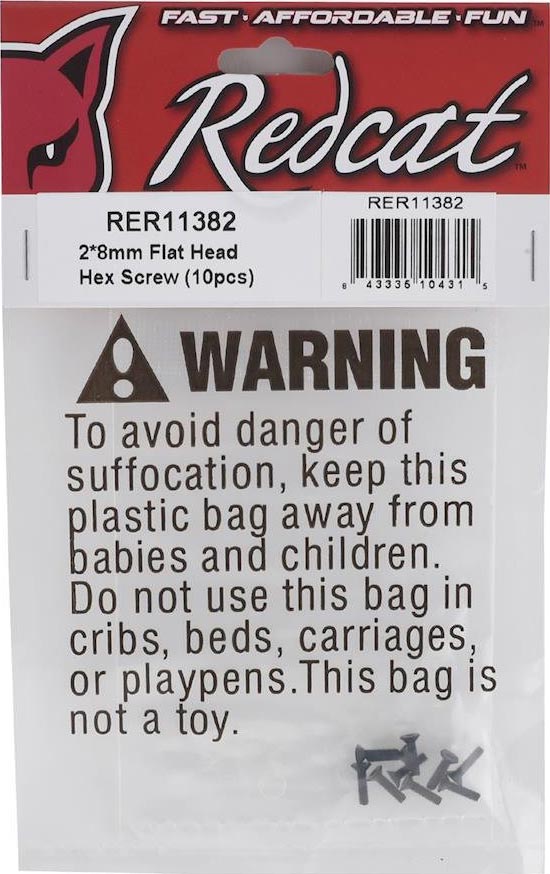 FAST · AFFORDABLE · FUN TM
Redcat TM
RER11382
2*8mm Flat Head
Hex Screw (10pcs)
RER11382
8 43336 10431 5
WARNING
To avoid danger of
suffocation, keep this
plastic bag away from
babies and children.
Do not use this bag in
cribs, beds, carriages,
or playpens.This bag is
not a toy.